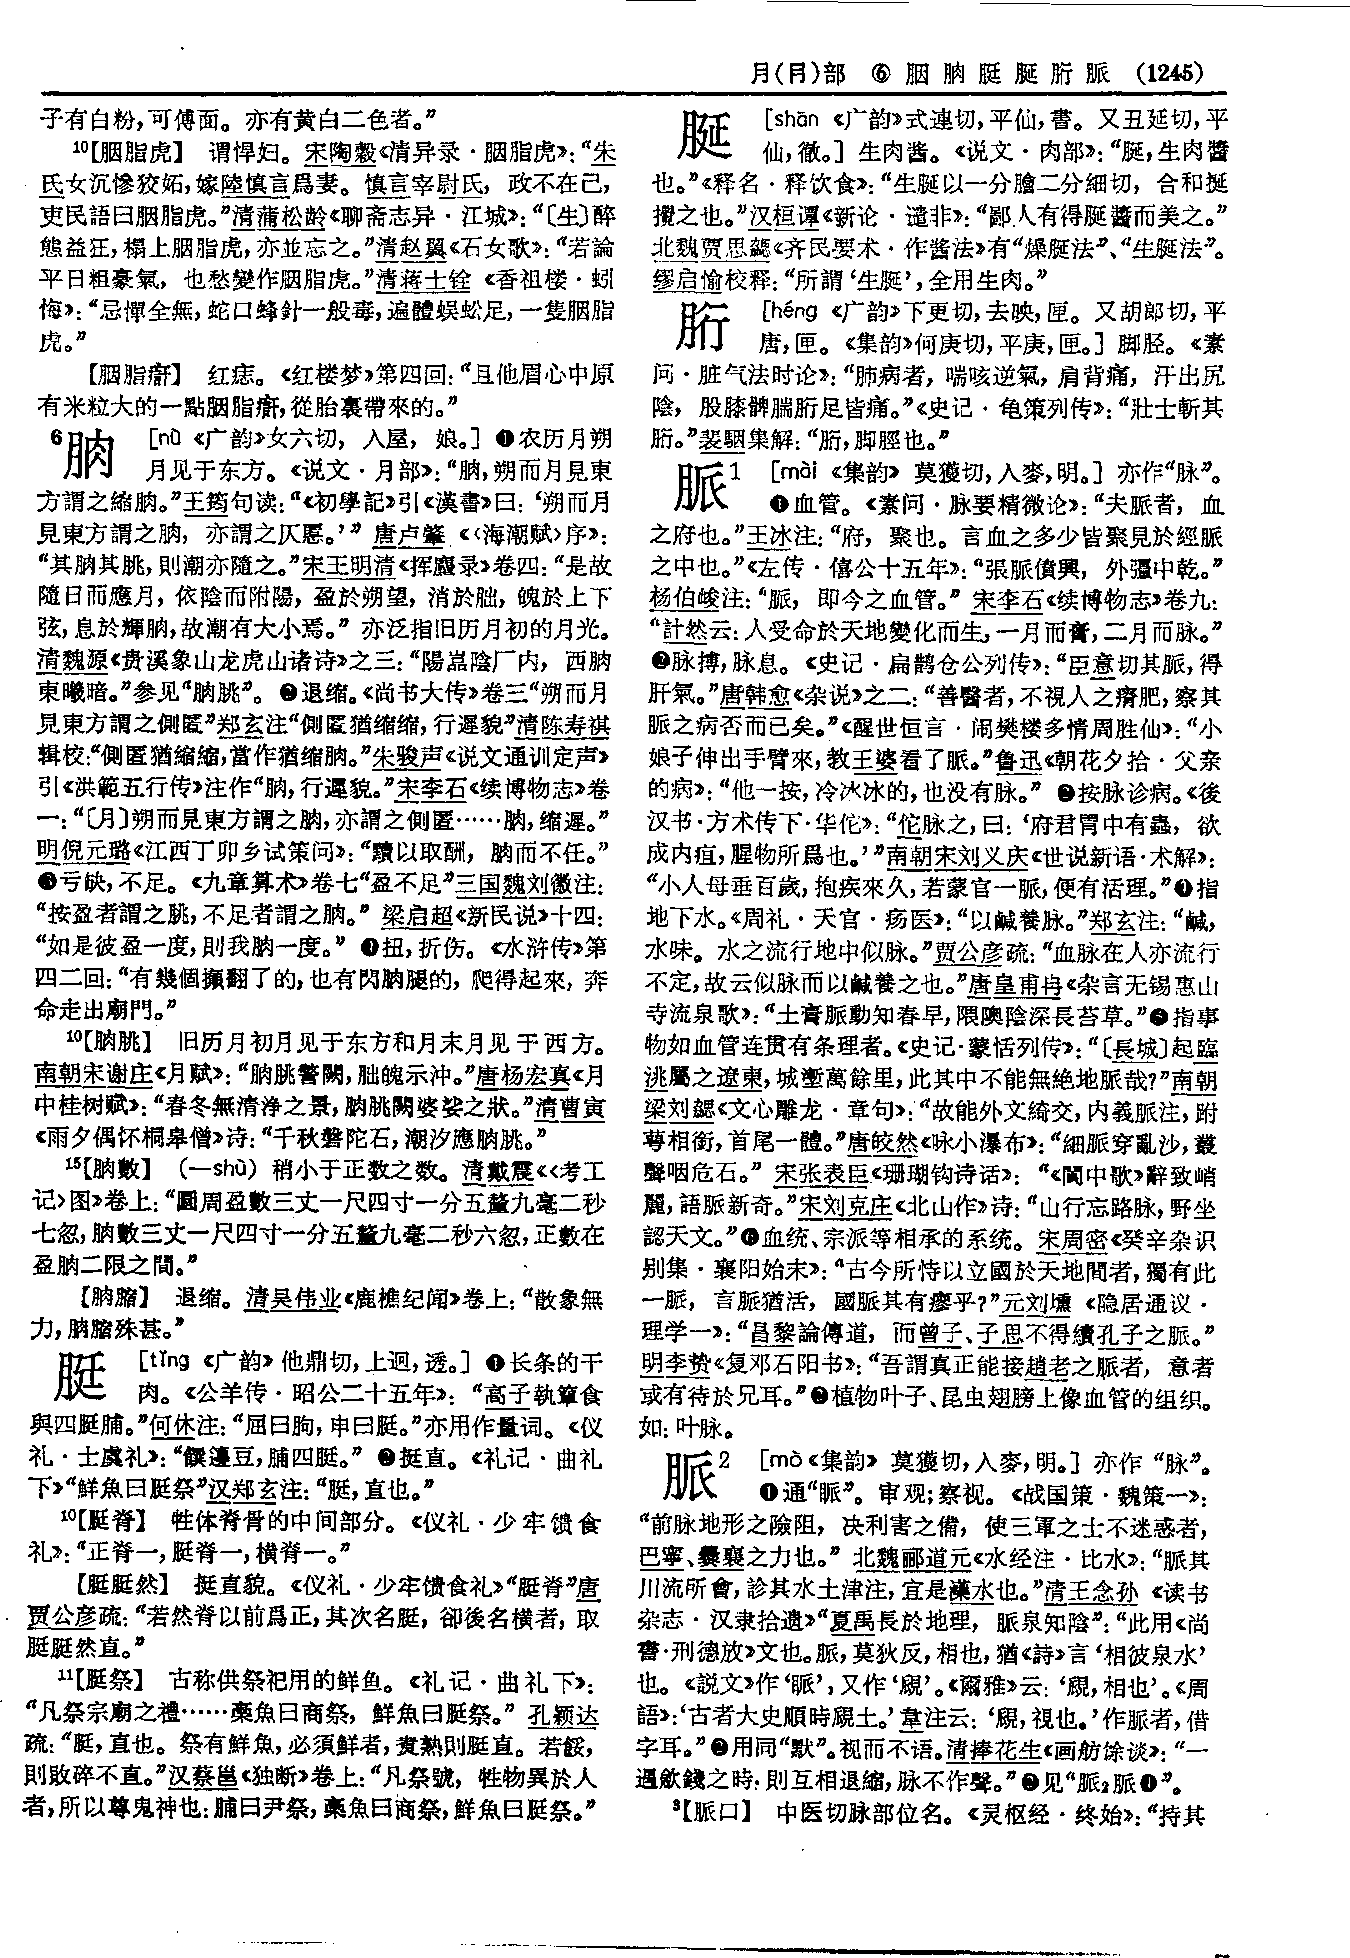 月(⺼)部 ⑥ 胭朒脡脠胻脈 (1245)
子有白粉，可傅面。亦有黄白二色者。”
10【胭脂虎】 谓悍妇。宋陶穀《清异录·胭脂虎》：“朱
氏女沉慘狡妬，嫁陸慎言爲妻。慎言宰尉氏，政不在己，
吏民語曰胭脂虎。”清蒲松龄《聊斋志异·江城》：“〔生〕醉
態益狂，榻上胭脂虎，亦並忘之。”清赵翼《石女歌》：“若論
平日粗豪氣，也愁變作胭脂虎。”清蒋士铨《香祖楼·蚓
悔》：“忌憚全無，蛇口蜂針一般毒，遍體蜈蚣足，一隻胭脂
虎。”
【胭脂㾵】 红痣。《红楼梦》第四回：“且他眉心中原
有米粒大的一點胭脂㾵，從胎裏帶來的。”
6朒 [nǜ 《广韵》女六切，入屋，娘。] ❶农历月朔
月见于东方。《说文·月部》：“朒，朔而月見東
方謂之縮朒。”王筠句读：“《初學記》引《漢書》曰：‘朔而月
見東方謂之朒，亦謂之仄慝。’” 唐卢肇《〈海潮赋〉序》：
“其朒其朓，則潮亦隨之。”宋王明清《挥麈录》卷四：“是故
隨日而應月，依陰而附陽，盈於朔望，消於朏，魄於上下
弦，息於輝朒，故潮有大小焉。” 亦泛指旧历月初的月光。
清魏源《贵溪象山龙虎山诸诗》之三：“陽崑陰厂内，西朒
東曦暗。”参见“朒朓”。 ❷退缩。《尚书大传》卷三“朔而月
見東方謂之側匿”郑玄注“側匿猶缩缩，行遲貌”清陈寿祺
辑校：“側匿猶縮縮，當作猶缩朒。”朱骏声《说文通训定声》
引《洪範五行传》注作“朒，行遲貌。”宋李石《续博物志》卷
一：“〔月〕朔而見東方謂之朒，亦謂之側匿……朒，缩遲。”
明倪元璐《江西丁卯乡试策问》：“黷以取酬，朒而不任。”
❸亏缺，不足。《九章算术》卷七“盈不足”三国魏刘徽注：
“按盈者謂之朓，不足者謂之朒。” 梁启超《新民说》十四：
“如是彼盈一度，則我朒一度。” ❹扭，折伤。《水浒传》第
四二回：“有幾個攧翻了的，也有閃朒腿的，爬得起來，奔
命走出廟門。”
10【朒朓】 旧历月初月见于东方和月末月见于西方。
南朝宋谢庄《月赋》：“朒朓警闕，朏魄示沖。”唐杨宏真《月
中桂树赋》：“春冬無清浄之景，朒朓闕婆娑之狀。”清曹寅
《雨夕偶怀桐皋僧》诗：“千秋磐陀石，潮汐應朒朓。”
15【朒數】 （—shù）稍小于正数之数。清戴震《〈考工
记〉图》卷上：“圓周盈數三丈一尺四寸一分五釐九毫二秒
七忽，朒數三丈一尺四寸一分五釐九毫二秒六忽，正數在
盈朒二限之間。”
【朒朒】 退缩。清吴伟业《鹿樵纪闻》卷上：“散象無
力，殊甚。”
脡 [tǐng 《广韵》他鼎切，上迥，透。] ❶长条的干
肉。《公羊传·昭公二十五年》：“高子執簞食
與四脡脯。”何休注：“屈曰朐，申曰脡。”亦用作量词。《仪
礼·士虞礼》：“饌籩豆，脯四脡。” ❷挺直。《礼记·曲礼
下》“鮮魚曰脡祭”汉郑玄注：“脡，直也。”
10【脡脊】 牲体脊骨的中间部分。《仪礼·少牢馈食
礼》：“正脊一，脡脊一，横脊一。”
【脡脡然】 挺直貌。《仪礼·少牢馈食礼》“脡脊”唐
贾公彦疏：“若然脊以前爲正，其次名脡，卻後名横者，取
脡脡然直。”
11【脡祭】 古称供祭祀用的鲜鱼。《礼记·曲礼下》：
“凡祭宗廟之禮……槀魚曰商祭，鮮魚曰脡祭。” 孔颖达
疏：“脡，直也。祭有鮮魚，必須鮮者，煮熟則脡直。若餒，
則敗碎不直。”汉蔡邕《独断》卷上：“凡祭號，牲物異於人
者，所以尊鬼神也：脯曰尹祭，槀魚曰商祭，鮮魚曰脡祭。”
脠 [shān 《广韵》式連切，平仙，書。又丑延切，平
仙，徹。] 生肉酱。《说文·肉部》：“脠，生肉醬
也。”《释名·释饮食》：“生脠以一分膾二分細切，合和挻
攪之也。”汉桓谭《新论·谴非》：“鄙人有得脠醬而美之。”
北魏贾思勰《齐民要术·作酱法》有“燥脠法”、“生脠法”。
缪启愉校释：“所謂‘生脠’，全用生肉。”
胻 [héng 《广韵》下更切，去映，匣。又胡郎切，平
唐，匣。《集韵》何庚切，平庚，匣。] 脚胫。《素
问·脏气法时论》：“肺病者，喘咳逆氣，肩背痛，汗出尻
陰，股膝髀腨胻足皆痛。”《史记·龟策列传》：“壯士斬其
胻。”裴駰集解：“胻，脚脛也。”
脈1 [mài 《集韵》莫獲切，入麥，明。] 亦作“脉”。
❶血管。《素问·脉要精微论》：“夫脈者，血
之府也。”王冰注：“府，聚也。言血之多少皆聚見於經脈
之中也。”《左传·僖公十五年》：“張脈僨興，外彊中乾。”
杨伯峻注：“脈，即今之血管。” 宋李石《续博物志》卷九：
“計然云：人受命於天地變化而生，一月而膏，二月而脉。”
❷脉搏，脉息。《史记·扁鹊仓公列传》：“臣意切其脈，得
肝氣。”唐韩愈《杂说》之二：“善醫者，不視人之瘠肥，察其
脈之病否而已矣。”《醒世恒言·闹樊楼多情周胜仙》：“小
娘子伸出手臂來，教王婆看了脈。”鲁迅《朝花夕拾·父亲
的病》：“他一按，冷冰冰的，也没有脉。” ❸按脉诊病。《後
汉书·方术传下·华佗》：“佗脉之，曰：‘府君胃中有蟲，欲
成内疽，腥物所爲也。’”南朝宋刘义庆《世说新语·术解》：
“小人母垂百歲，抱疾來久，若蒙官一脈，便有活理。”❹指
地下水。《周礼·天官·疡医》：“以鹹養脉。”郑玄注：“鹹，
水味。水之流行地中似脉。”贾公彦疏：“血脉在人亦流行
不定，故云似脉而以鹹養之也。”唐皇甫冉《杂言无锡惠山
寺流泉歌》：“土膏脈動知春早，隈隩陰深長苔草。”❺指事
物如血管连贯有条理者。《史记·蒙恬列传》：“〔長城〕起臨
洮屬之遼東，城壍萬餘里，此其中不能無絶地脈哉？”南朝
梁刘勰《文心雕龙·章句》：“故能外文綺交，内義脈注，跗
萼相銜，首尾一體。”唐皎然《咏小瀑布》：“細脈穿亂沙，叢
聲咽危石。” 宋张表臣《珊瑚钩诗话》：“《閬中歌》辭致峭
麗，語脈新奇。”宋刘克庄《北山作》诗：“山行忘路脉，野坐
認天文。”❻血统、宗派等相承的系统。宋周密《癸辛杂识
别集·襄阳始末》：“古今所恃以立國於天地間者，獨有此
一脈，言脈猶活，國脈其有瘳乎？”元刘壎《隐居通议·
理学一》：“昌黎論傳道，而曾子、子思不得續孔子之脈。”
明李贽《复邓石阳书》：“吾謂真正能接趙老之脈者，意者
或有待於兄耳。”❼植物叶子、昆虫翅膀上像血管的组织。
如：叶脉。
脈2 [mò《集韵》莫獲切，入麥，明。] 亦作“脉”。
❶通“眽”。审观；察视。《战国策·魏策一》：
“前脉地形之險阻，决利害之備，使三軍之士不迷惑者，
巴寧、爨襄之力也。” 北魏郦道元《水经注·比水》：“脈其
川流所會，診其水土津注，宜是藻水也。”清王念孙《读书
杂志·汉隶拾遗》“夏禹長於地理，脈泉知陰”：“此用《尚
書·刑德放》文也。脈，莫狄反，相也，猶《詩》言‘相彼泉水’
也。《説文》作‘眽’，又作‘覛’。《爾雅》云：‘覛，相也’。《周
語》：‘古者大史順時覛土。’韋注云：‘覛，視也。’作脈者，借
字耳。”❷用同“默”。视而不语。清捧花生《画舫馀谈》：“一
遇歛錢之時，則互相退縮，脉不作聲。”❸见“脈2脈❶”。
3【脈口】 中医切脉部位名。《灵枢经·终始》：“持其